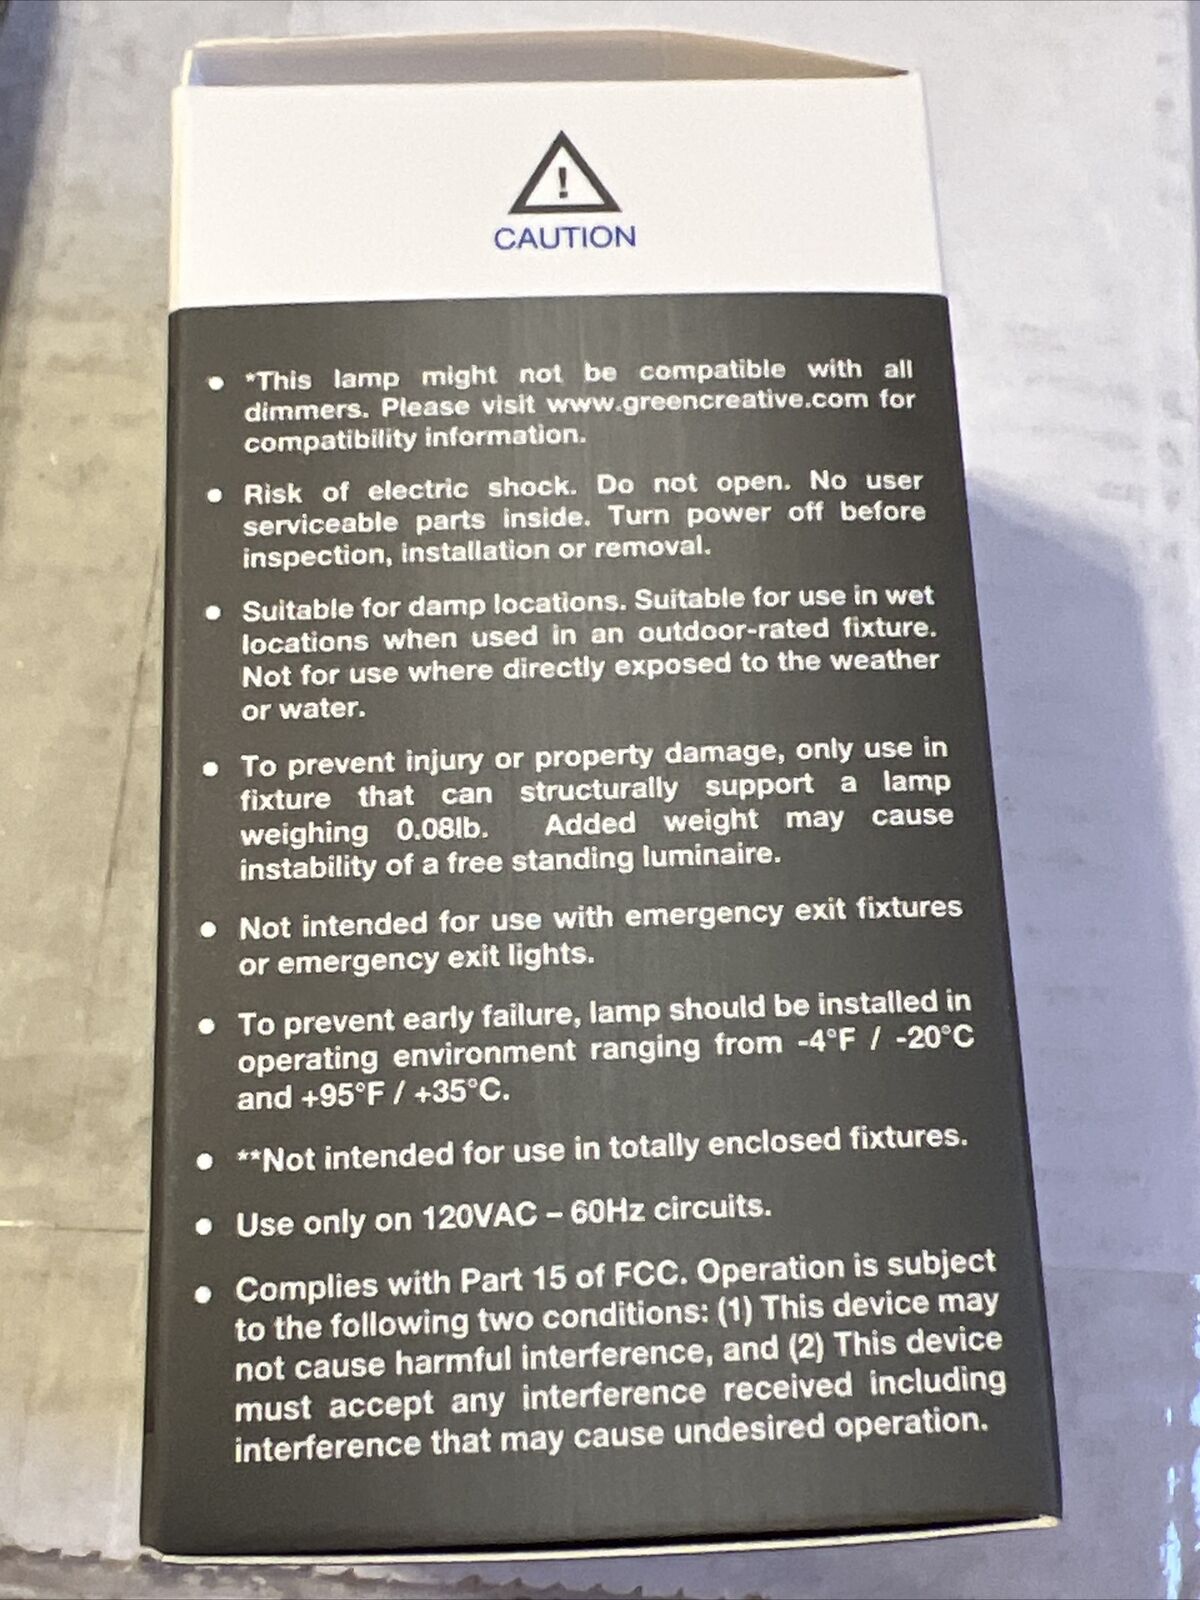 !
CAUTION
• *This lamp might not be compatible with all
dimmers. Please visit www.greencreative.com for
compatibility information.
• Risk of electric shock. Do not open. No user
serviceable parts inside. Turn power off before
inspection, installation or removal.
• Suitable for damp locations. Suitable for use in wet
locations when used in an outdoor-rated fixture.
Not for use where directly exposed to the weather
or water.
• To prevent injury or property damage, only use in
fixture that can structurally support a lamp
weighing 0.08lb. Added weight may cause
instability of a free standing luminaire.
• Not intended for use with emergency exit fixtures
or emergency exit lights.
• To prevent early failure, lamp should be installed in
operating environment ranging from -4°F / -20°C
and +95°F / +35°C.
• **Not intended for use in totally enclosed fixtures.
• Use only on 120VAC – 60Hz circuits.
• Complies with Part 15 of FCC. Operation is subject
to the following two conditions: (1) This device may
not cause harmful interference, and (2) This device
must accept any interference received including
interference that may cause undesired operation.